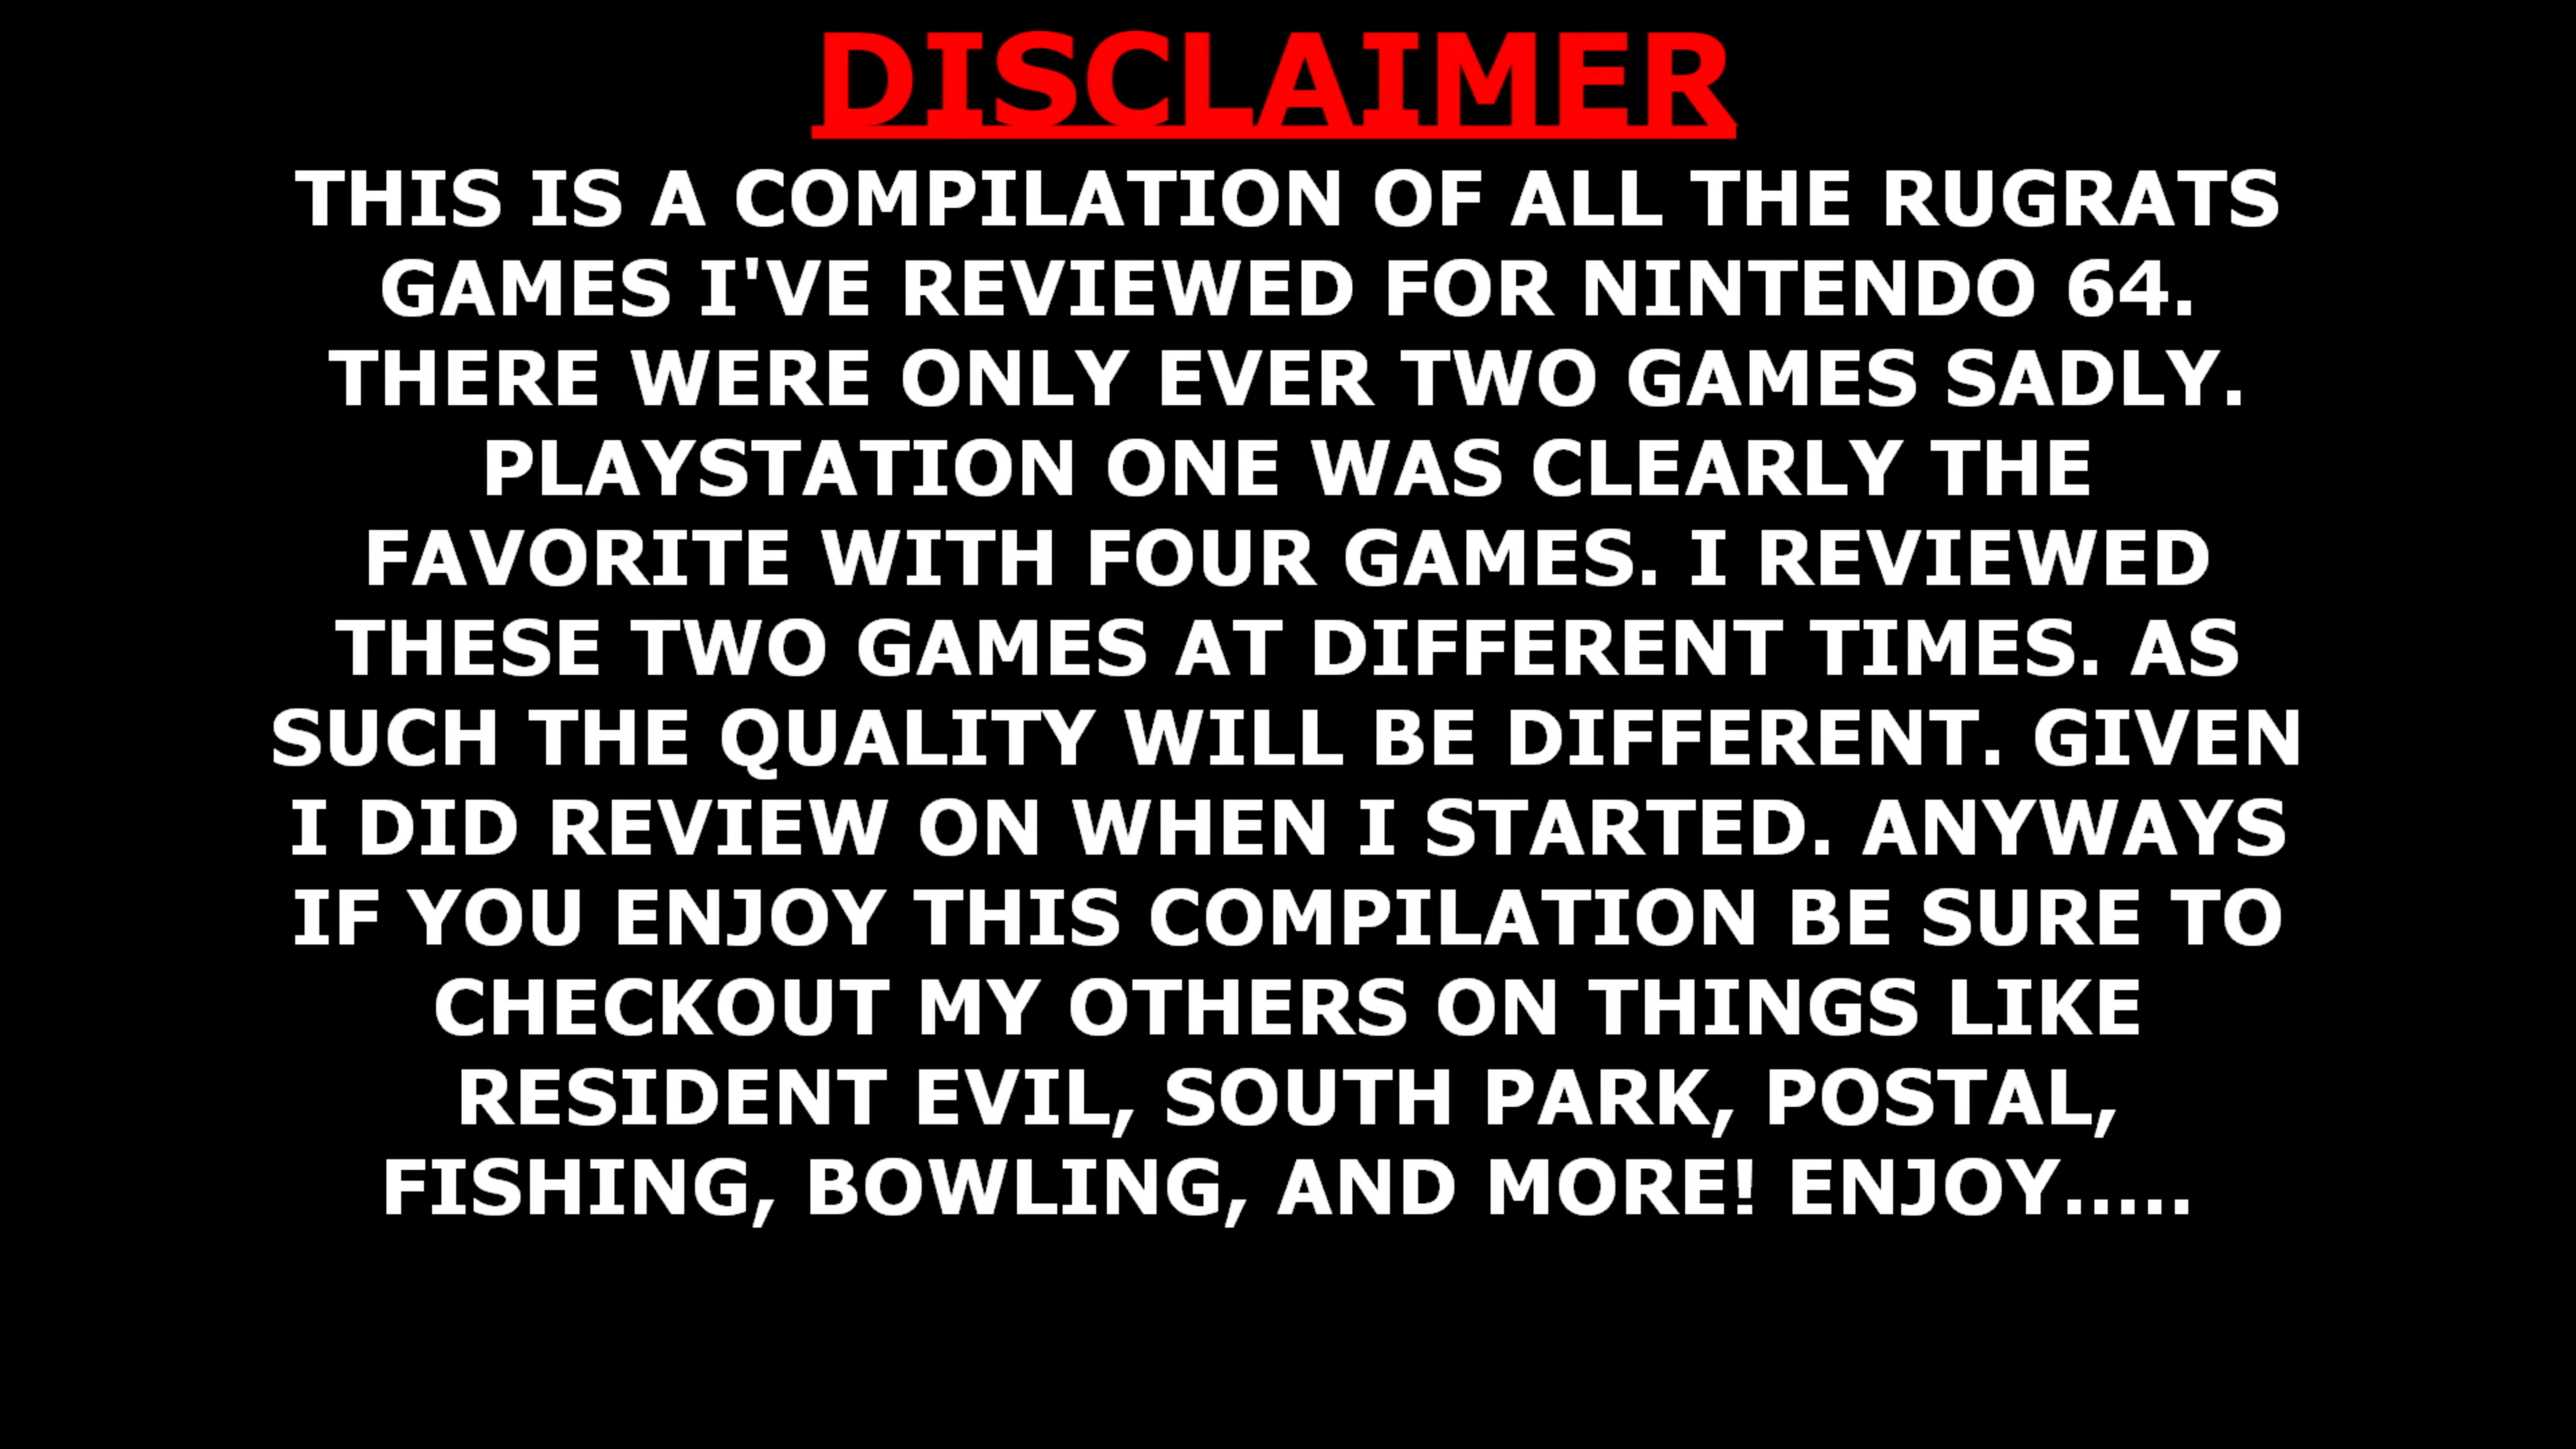 DISCLAIMER
THIS IS A COMPILATION OF ALL THE RUGRATS
GAMES I'VE REVIEWED FOR NINTENDO 64.
THERE WERE ONLY EVER TWO GAMES SADLY.
PLAYSTATION ONE WAS CLEARLY THE
FAVORITE WITH FOUR GAMES. I REVIEWED
THESE TWO GAMES AT DIFFERENT TIMES. AS
SUCH THE QUALITY WILL BE DIFFERENT. GIVEN
I DID REVIEW ON WHEN I STARTED. ANYWAYS
IF YOU ENJOY THIS COMPILATION BE SURE TO
CHECKOUT MY OTHERS ON THINGS LIKE
RESIDENT EVIL, SOUTH PARK, POSTAL,
FISHING, BOWLING, AND MORE! ENJOY.....